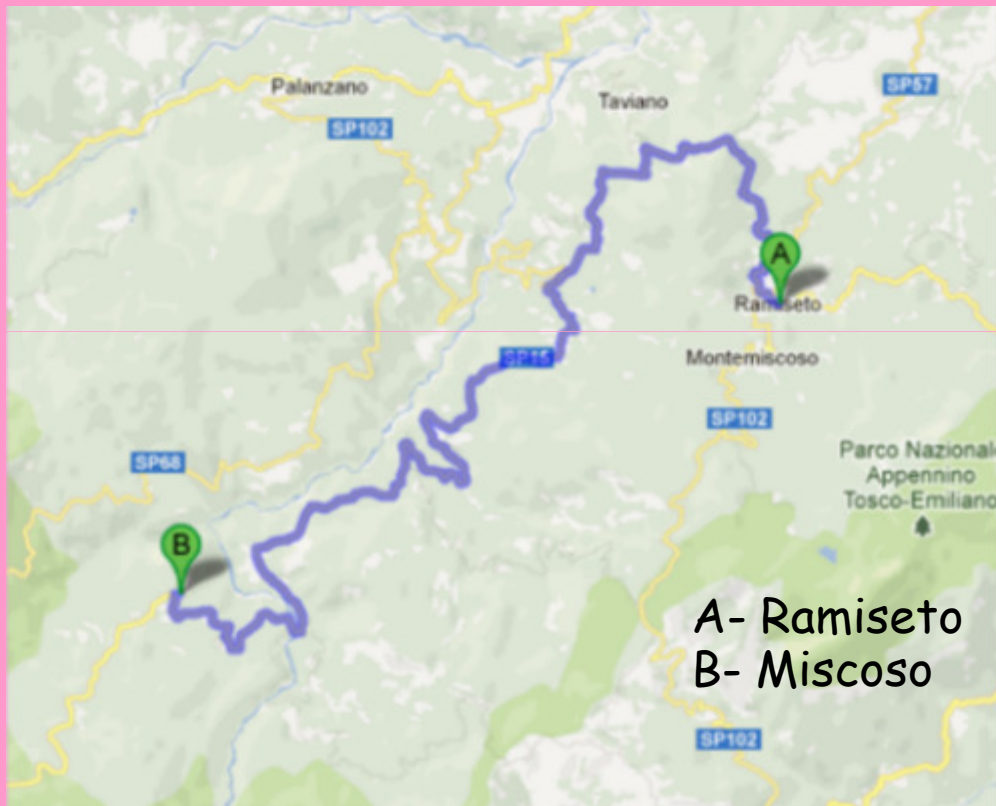 Palanzano
SP102
Taviano
SP57
A
Ramiseto
SP15
Montemiscoso
SP102
SP68
Parco Nazionale
Appennino
Tosco-Emiliano
B
A- Ramiseto
B- Miscoso
SP102